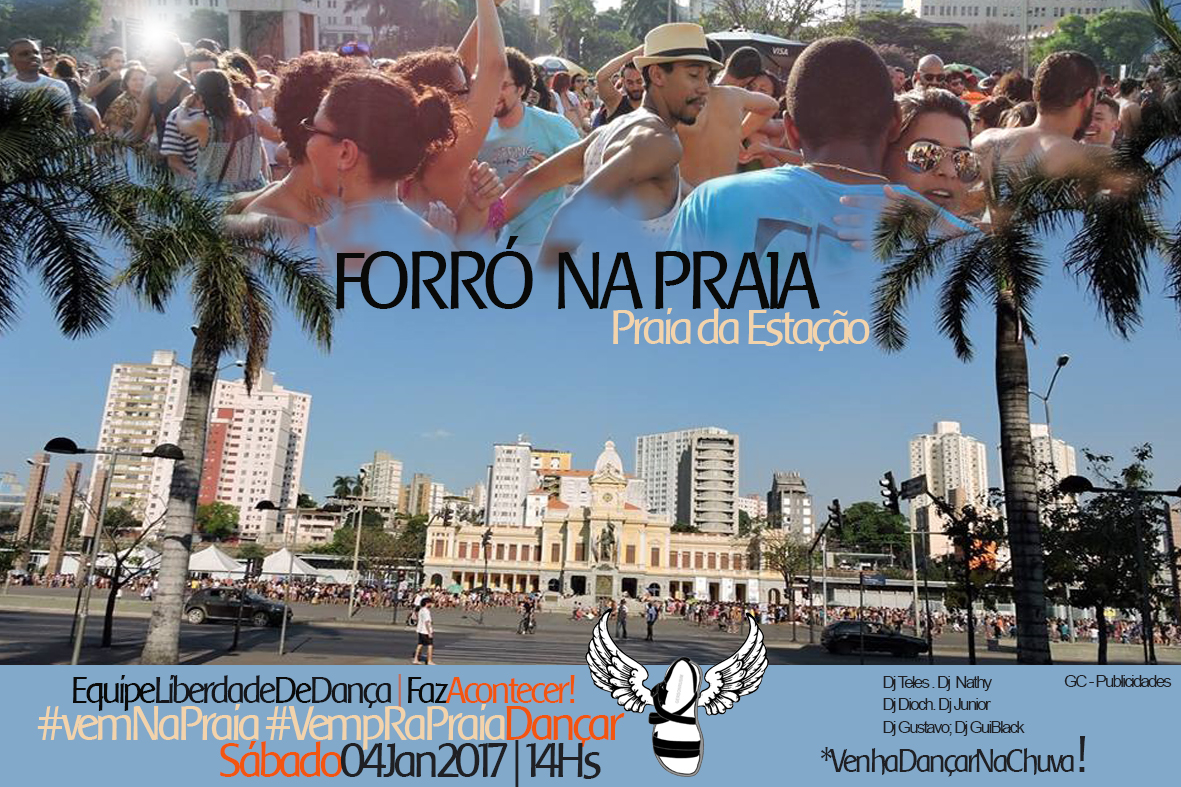 VISA
FORRÓ NA PRAIA
Praia da Estação
EquipeLiberdadeDeDança | FazAcontecer!
#vemNaPraia #VempRaPraiaDançar
Sábado04Jan2017 | 14Hs
Dj Teles . Dj Nathy
Dj Dioch. Dj Junior
Dj Gustavo; Dj GuiBlack
GC - Publicidades
*VenhaDançarNaChuva !